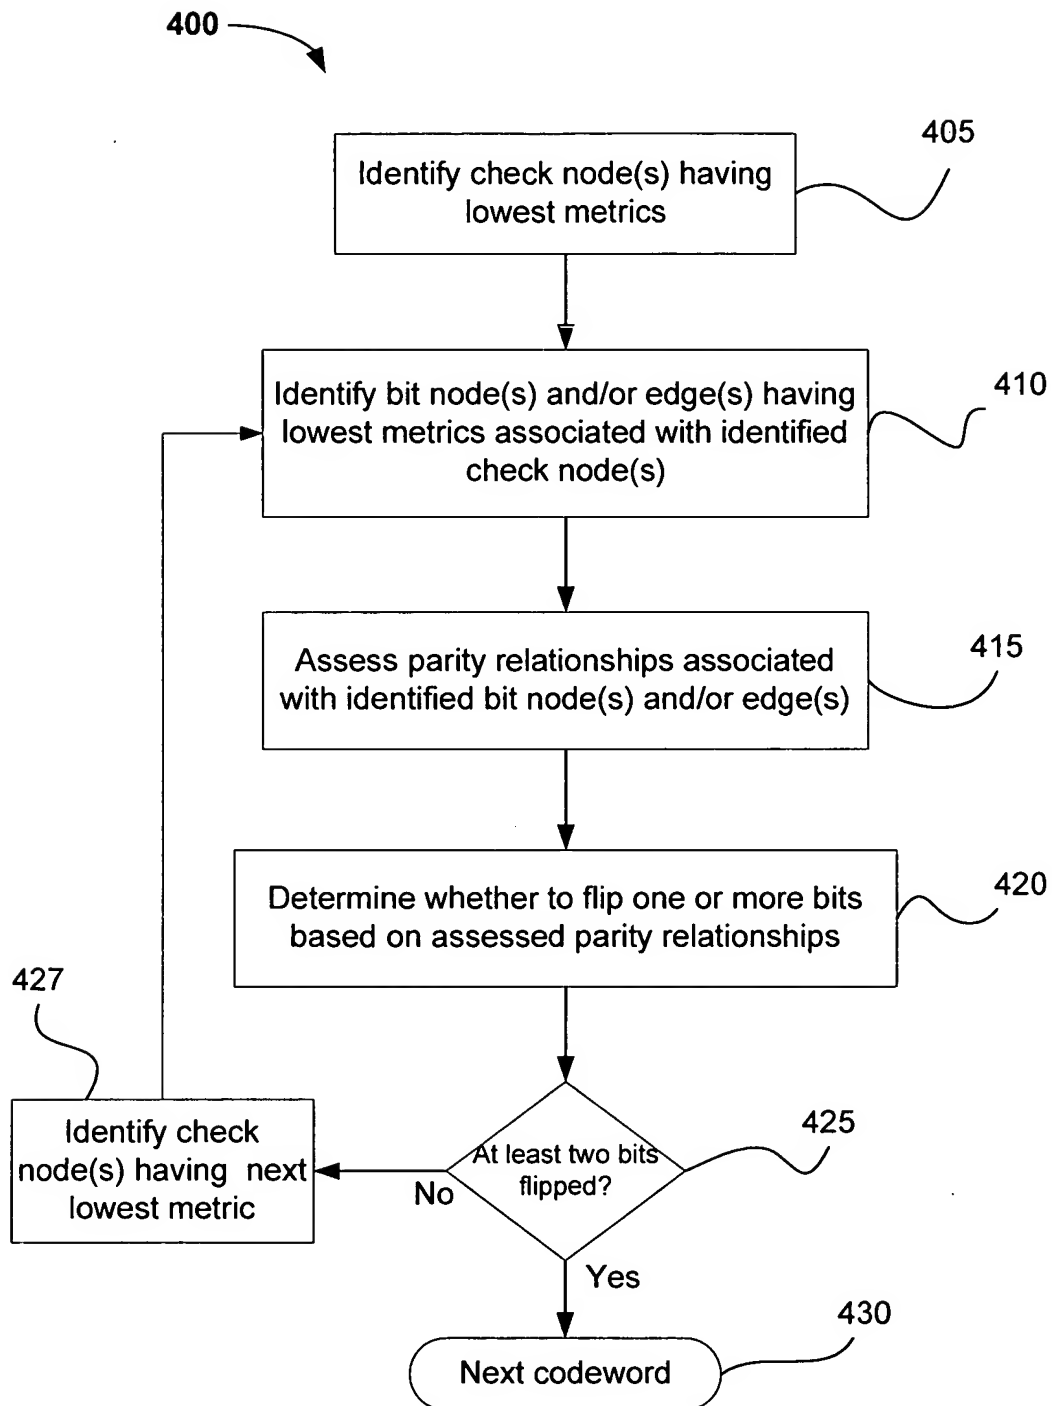 400
405
Identify check node(s) having
lowest metrics
410
Identify bit node(s) and/or edge(s) having
lowest metrics associated with identified
check node(s)
415
Assess parity relationships associated
with identified bit node(s) and/or edge(s)
420
Determine whether to flip one or more bits
based on assessed parity relationships
427
Identify check
node(s) having next
lowest metric
425
At least two bits
flipped?
No
Yes
430
Next codeword